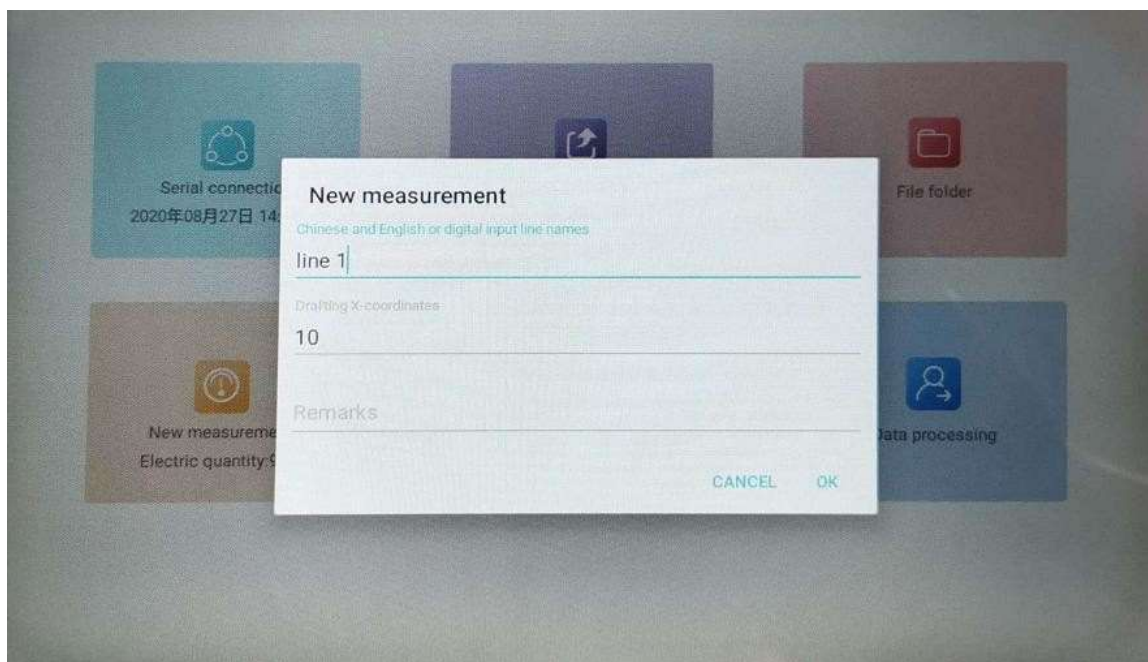 Serial connectio
2020年08月27日 14:
File folder
New measurement
Chinese and English or digital input line names
line 1
Drafting X-coordinates
10
Remarks
CANCEL OK
New measureme
Electric quantity:9
Data processing